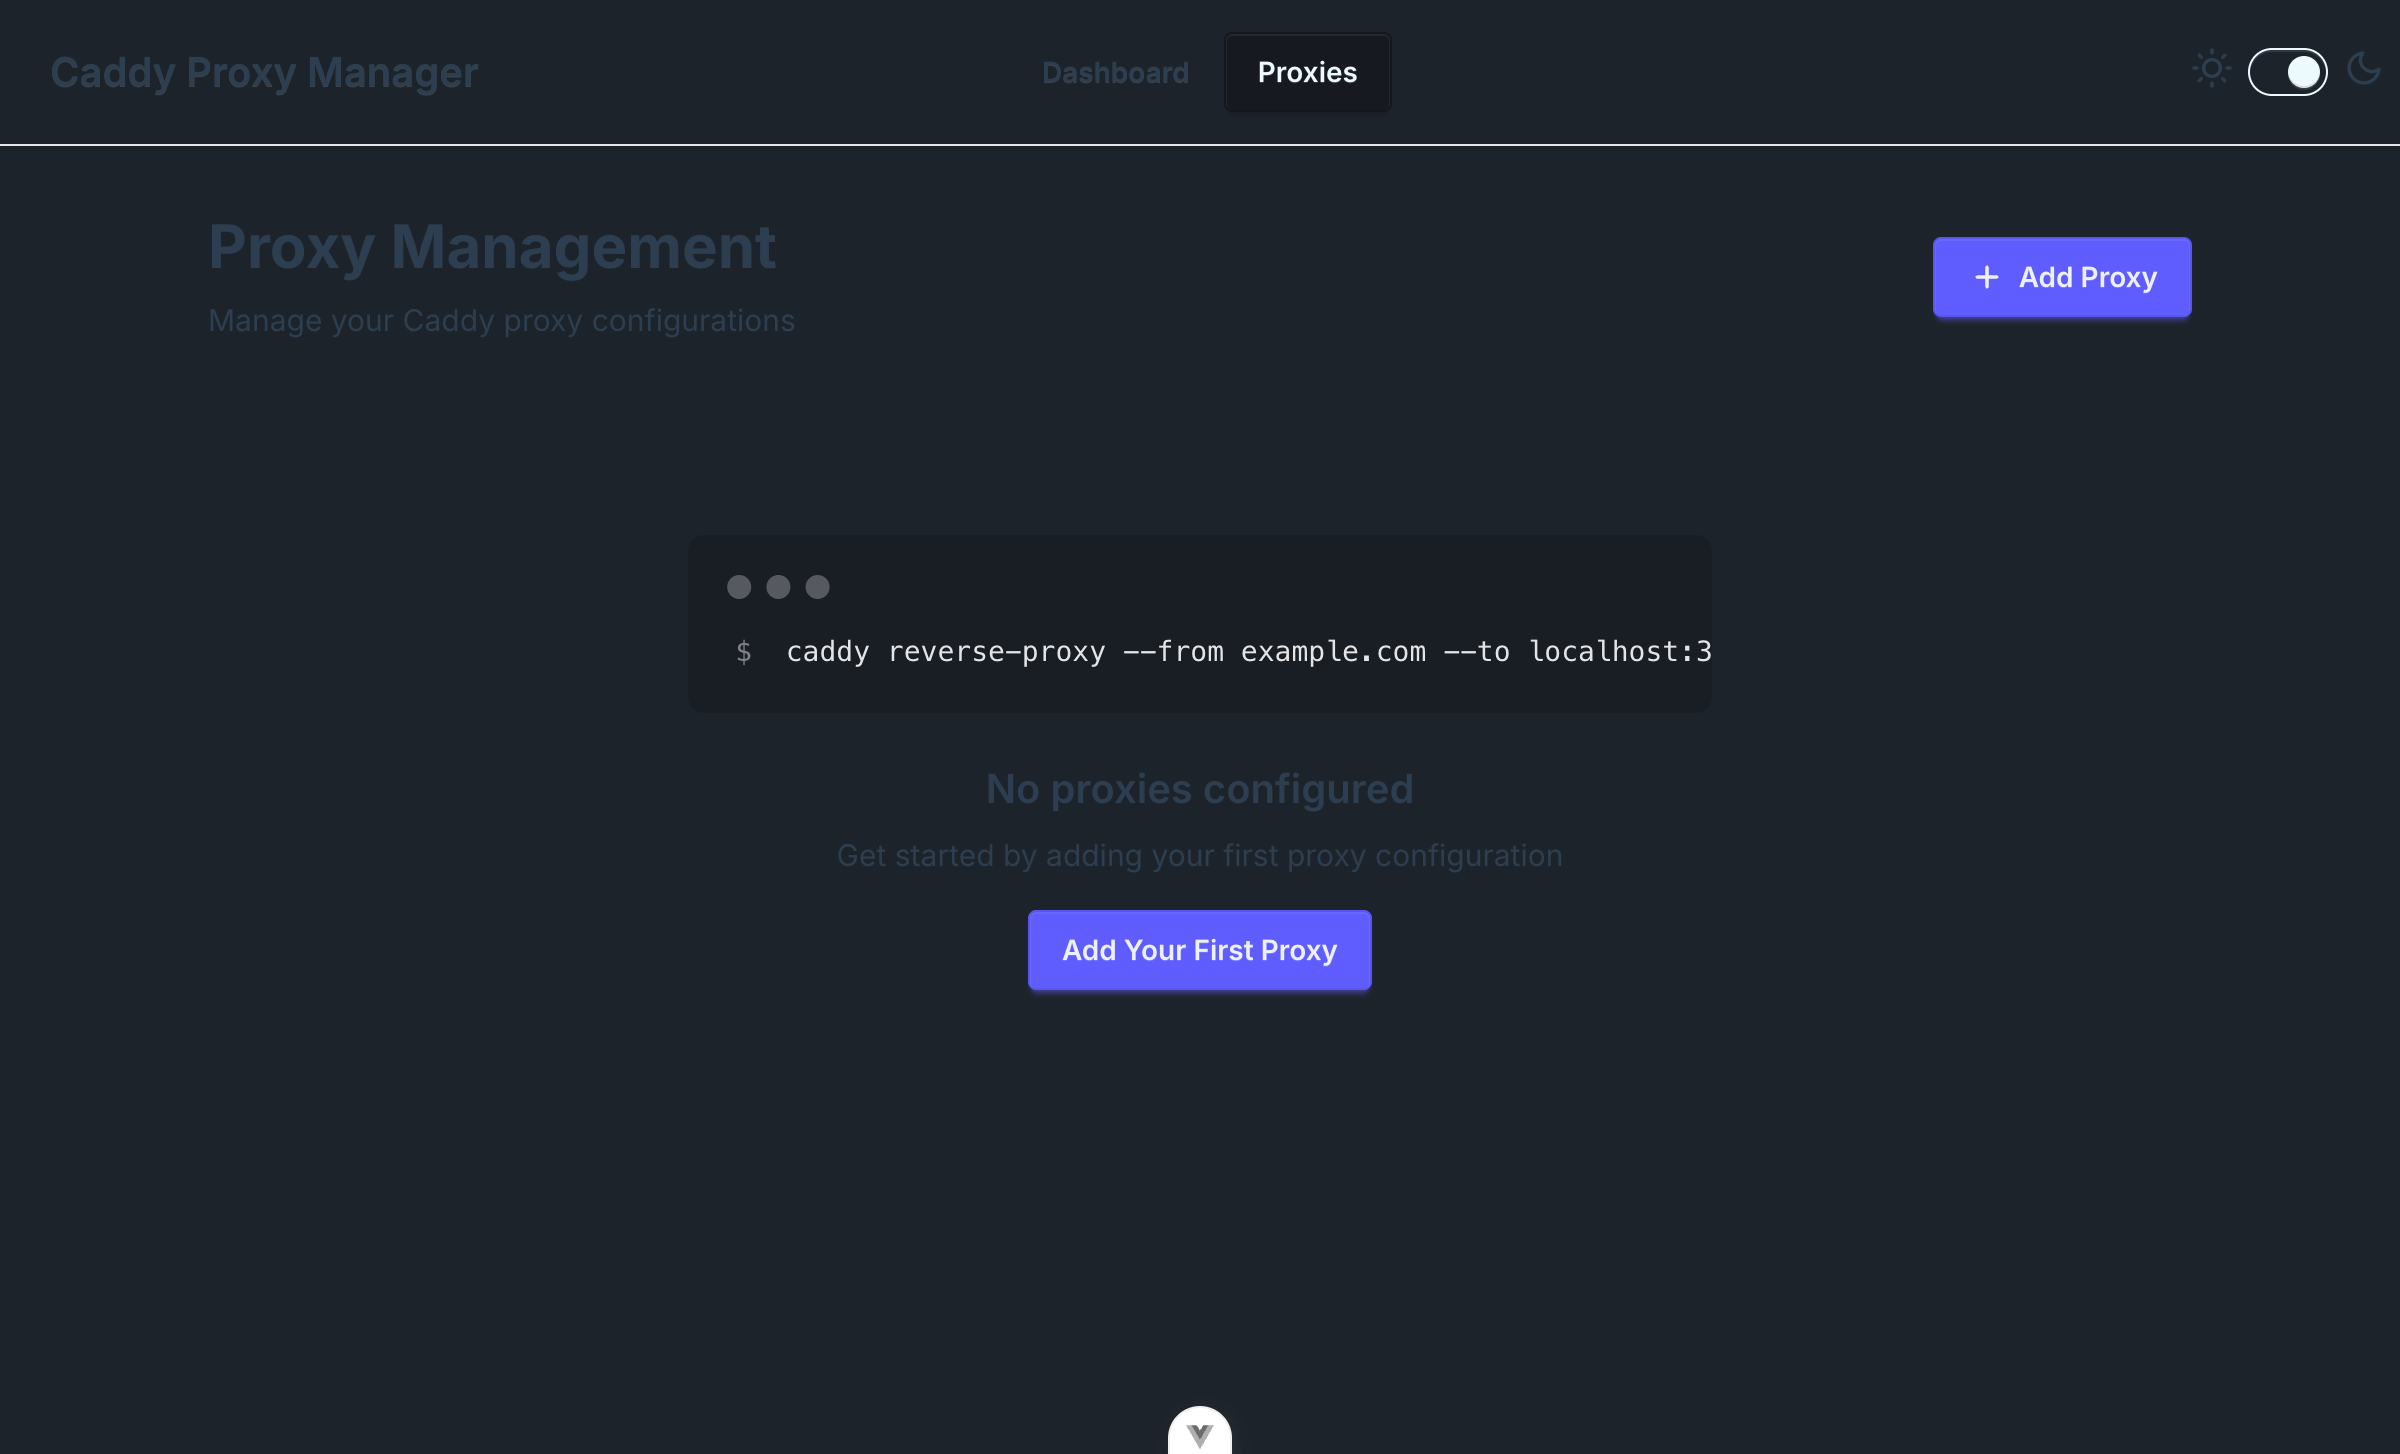 Caddy Proxy Manager
Dashboard
Proxies
Proxy Management
Manage your Caddy proxy configurations
+ Add Proxy
$ caddy reverse-proxy --from example.com --to localhost:3
No proxies configured
Get started by adding your first proxy configuration
Add Your First Proxy